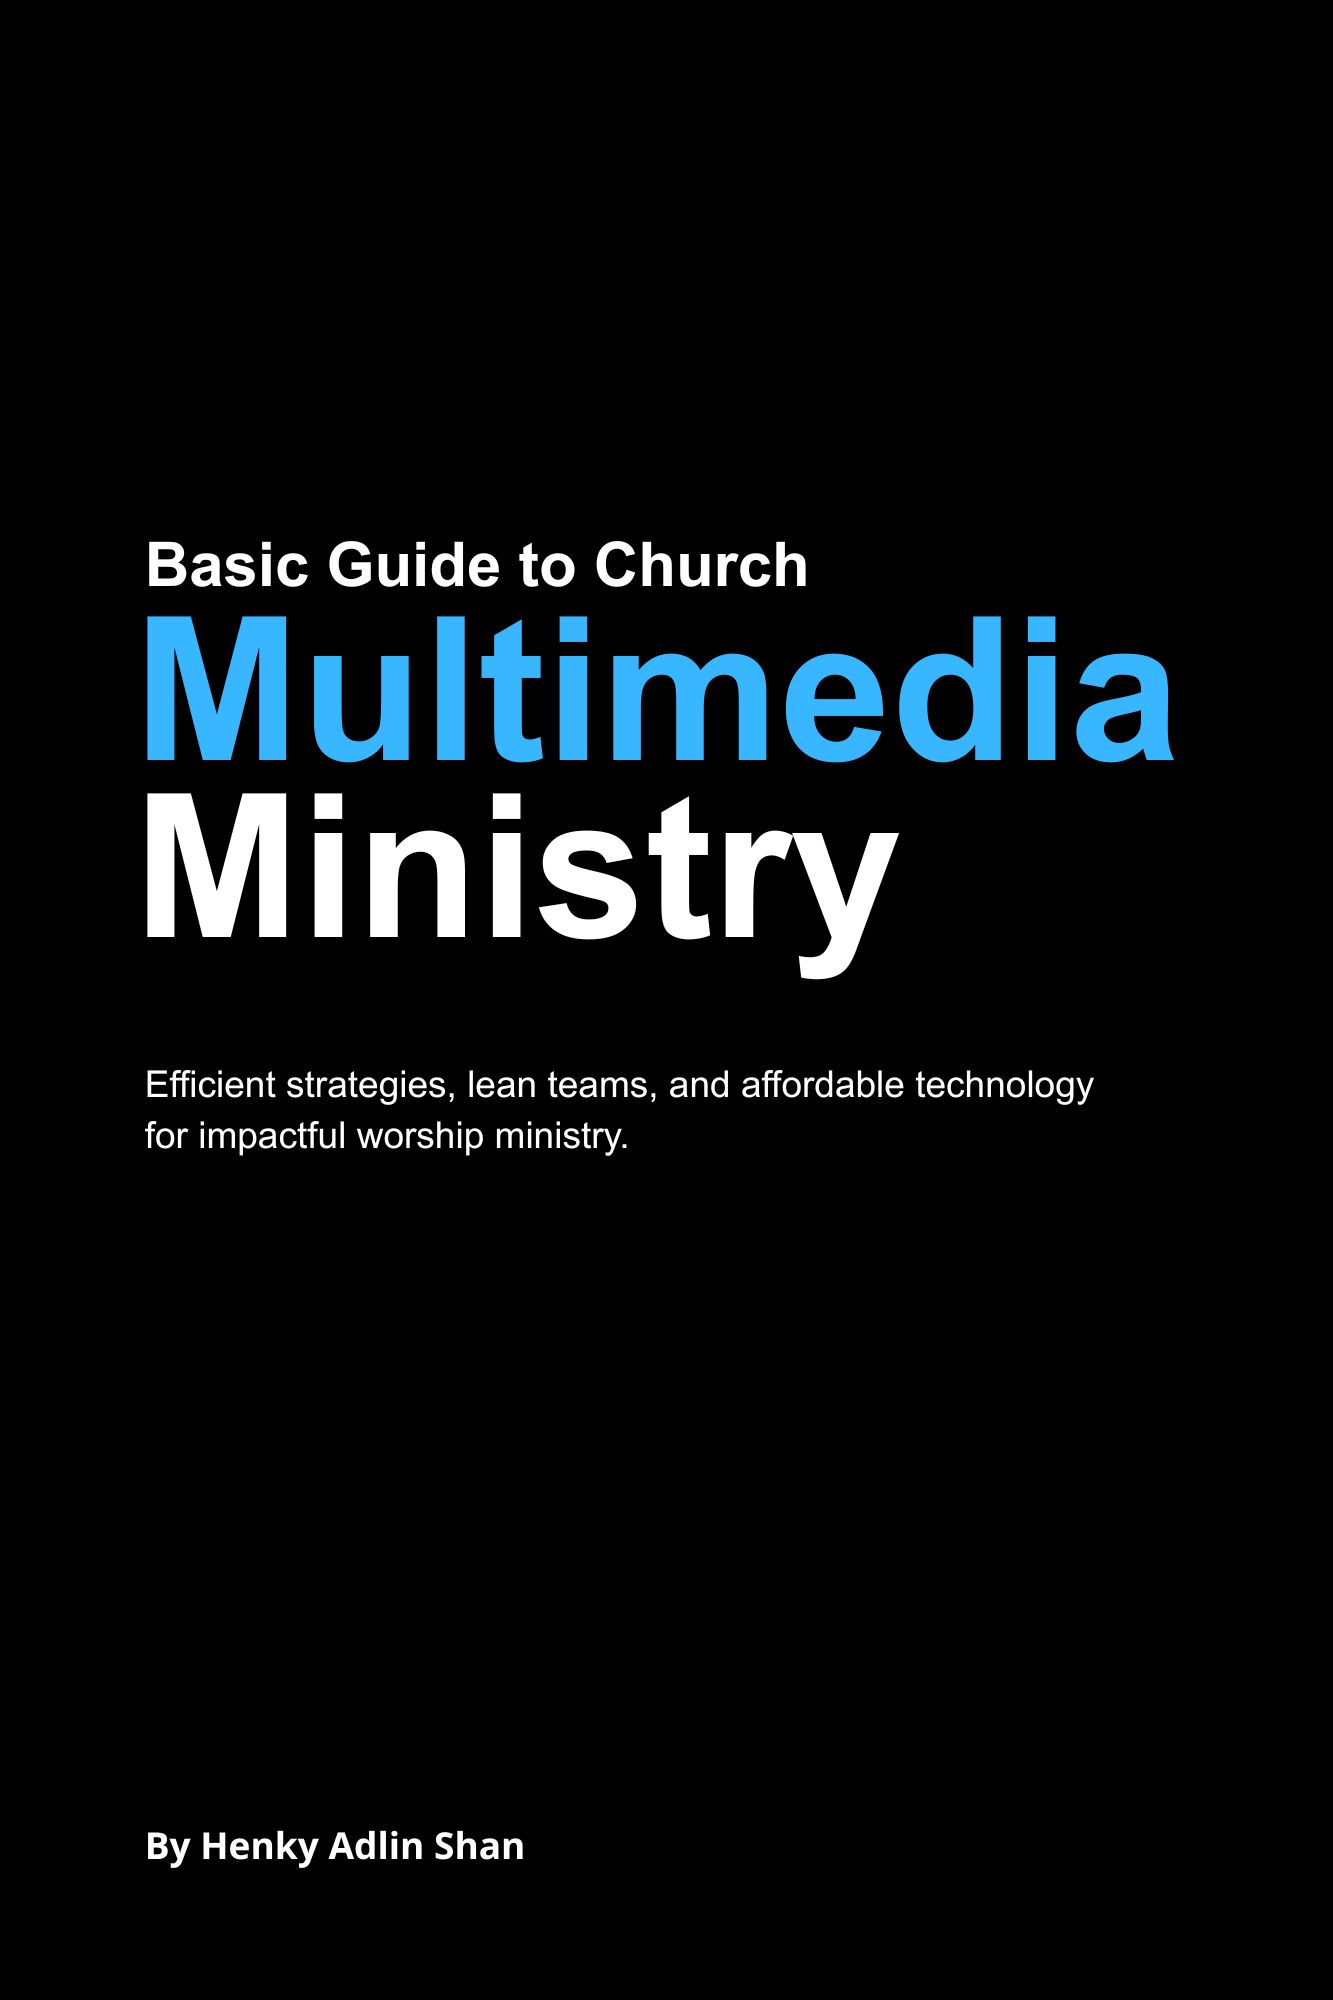 Basic Guide to Church
Multimedia
Ministry
Efficient strategies, lean teams, and affordable technology
for impactful worship ministry.
By Henky Adlin Shan